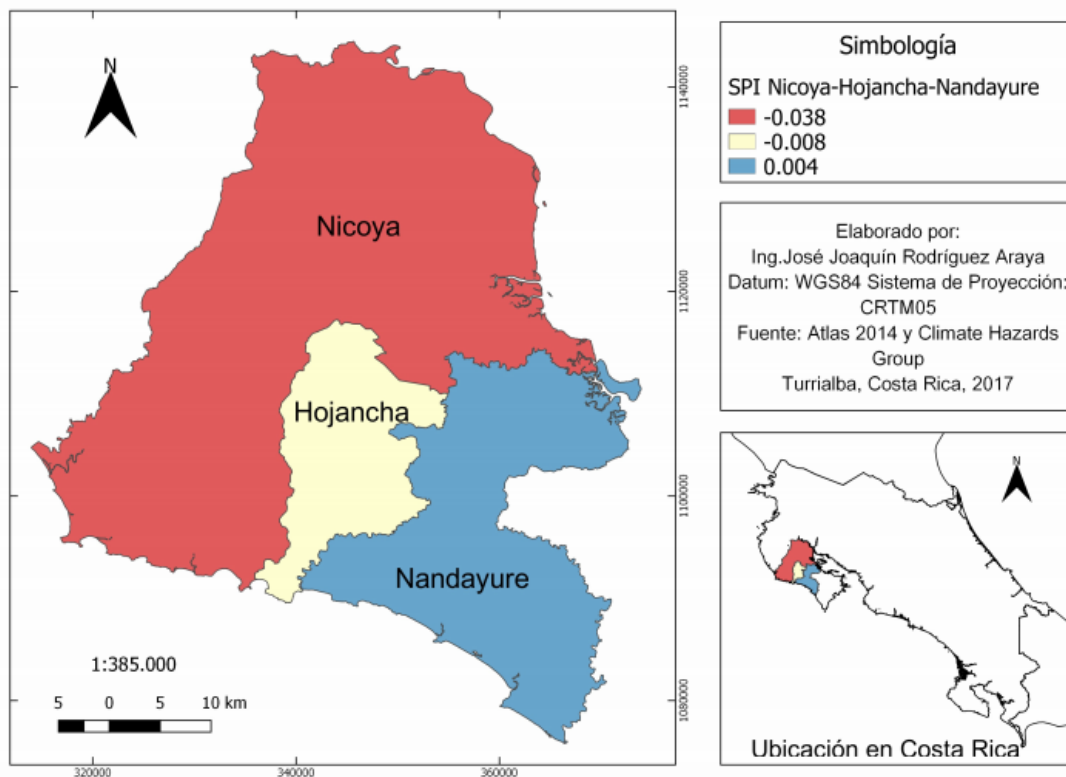 N
Nicoya
Hojancha
Nandayure
1:385.000
5 0 5 10 km
320000 340000 360000
1140000
1120000
1100000
1080000
Simbología
SPI Nicoya-Hojancha-Nandayure
-0.038
-0.008
0.004
Elaborado por:
Ing.José Joaquín Rodríguez Araya
Datum: WGS84 Sistema de Proyección:
CRTM05
Fuente: Atlas 2014 y Climate Hazards
Group
Turrialba, Costa Rica, 2017
N
Ubicación en Costa Rica